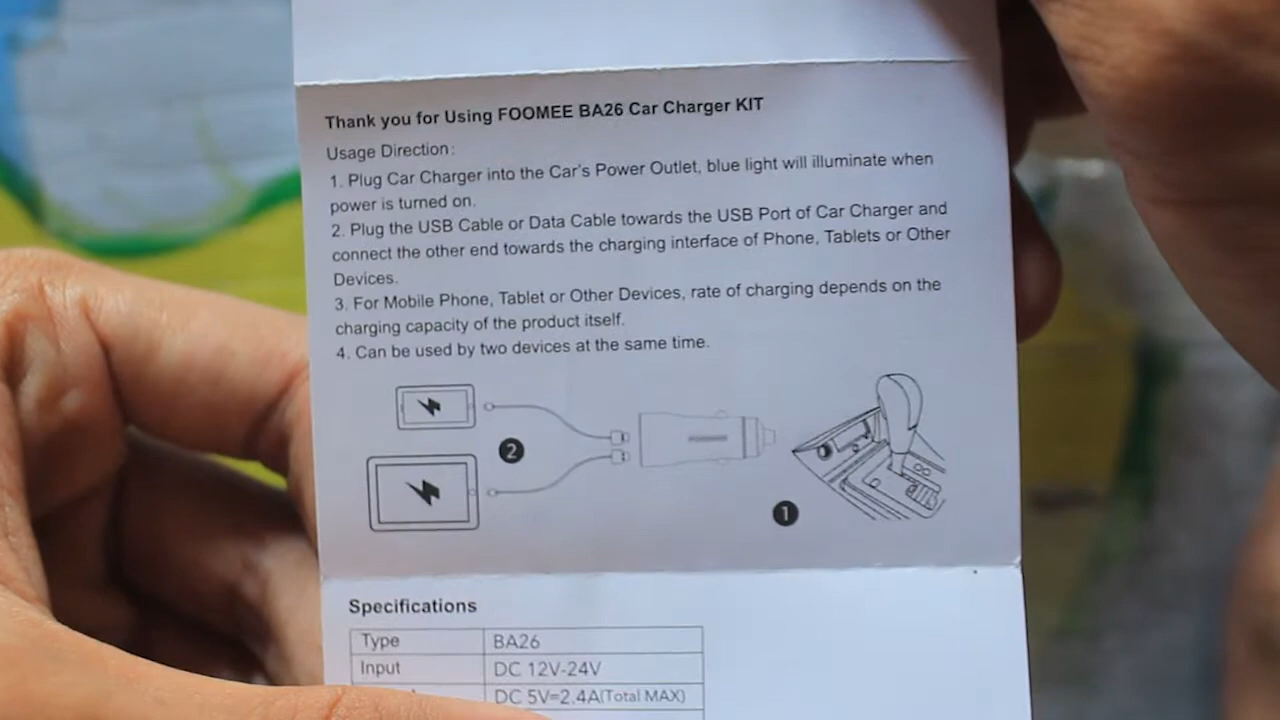 Thank you for Using FOOMEE BA26 Car Charger KIT
Usage Direction:
1. Plug Car Charger into the Car's Power Outlet, blue light will illuminate when
power is turned on.
2. Plug the USB Cable or Data Cable towards the USB Port of Car Charger and
connect the other end towards the charging interface of Phone, Tablets or Other
Devices.
3. For Mobile Phone, Tablet or Other Devices, rate of charging depends on the
charging capacity of the product itself.
4. Can be used by two devices at the same time.
2
1
Specifications
Type BA26
Input DC 12V-24V
DC 5V=2.4A(Total MAX)